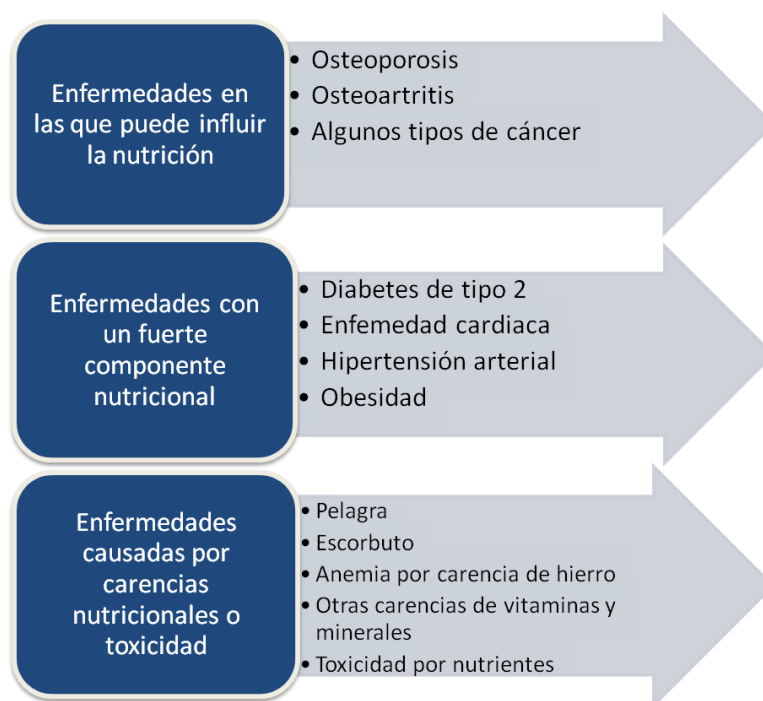 Enfermedades en
las que puede influir
la nutrición
• Osteoporosis
• Osteoartritis
• Algunos tipos de cáncer
Enfermedades con
un fuerte
componente
nutricional
• Diabetes de tipo 2
• Enfemedad cardiaca
• Hipertensión arterial
• Obesidad
Enfermedades
causadas por
carencias
nutricionales o
toxicidad
• Pelagra
• Escorbuto
• Anemia por carencia de hierro
• Otras carencias de vitaminas y
minerales
• Toxicidad por nutrientes